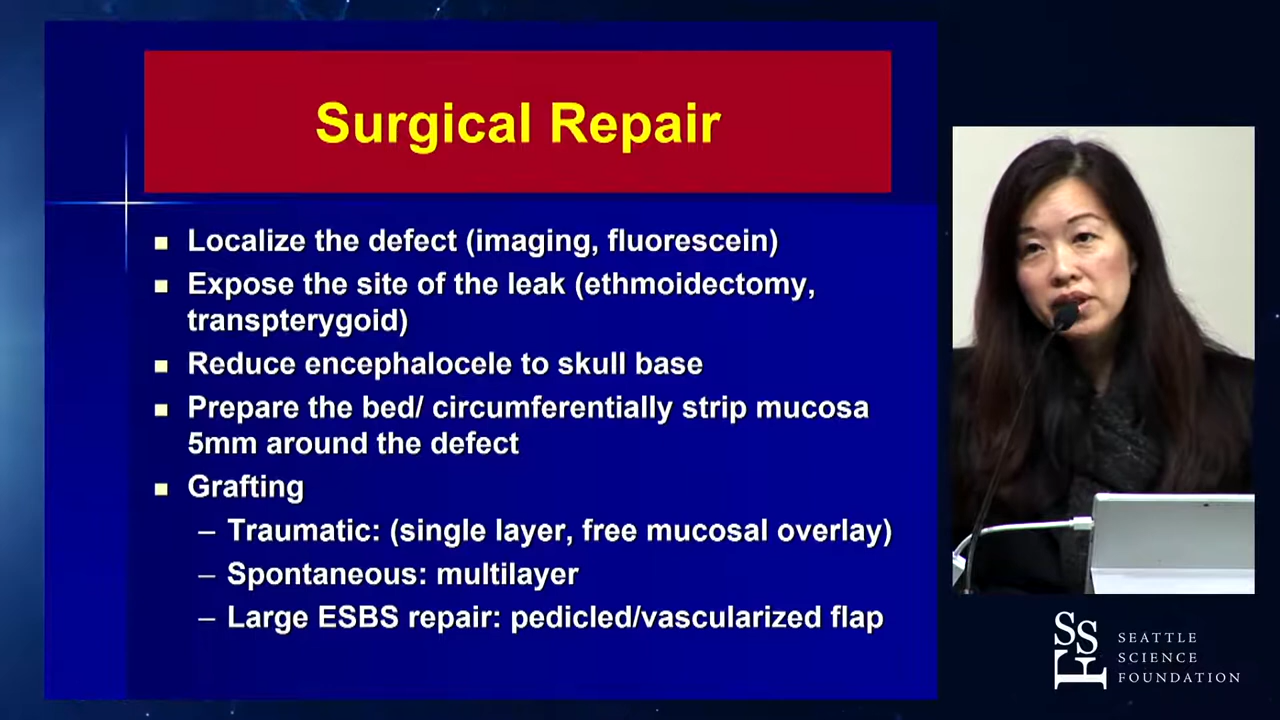 Surgical Repair
Localize the defect (imaging, fluorescein)
Expose the site of the leak (ethmoidectomy,
transpterygoid)
Reduce encephalocele to skull base
Prepare the bed/ circumferentially strip mucosa
5mm around the defect
Grafting
– Traumatic: (single layer, free mucosal overlay)
– Spontaneous: multilayer
– Large ESBS repair: pedicled/vascularized flap
SSF
SEATTLE
SCIENCE
FOUNDATION